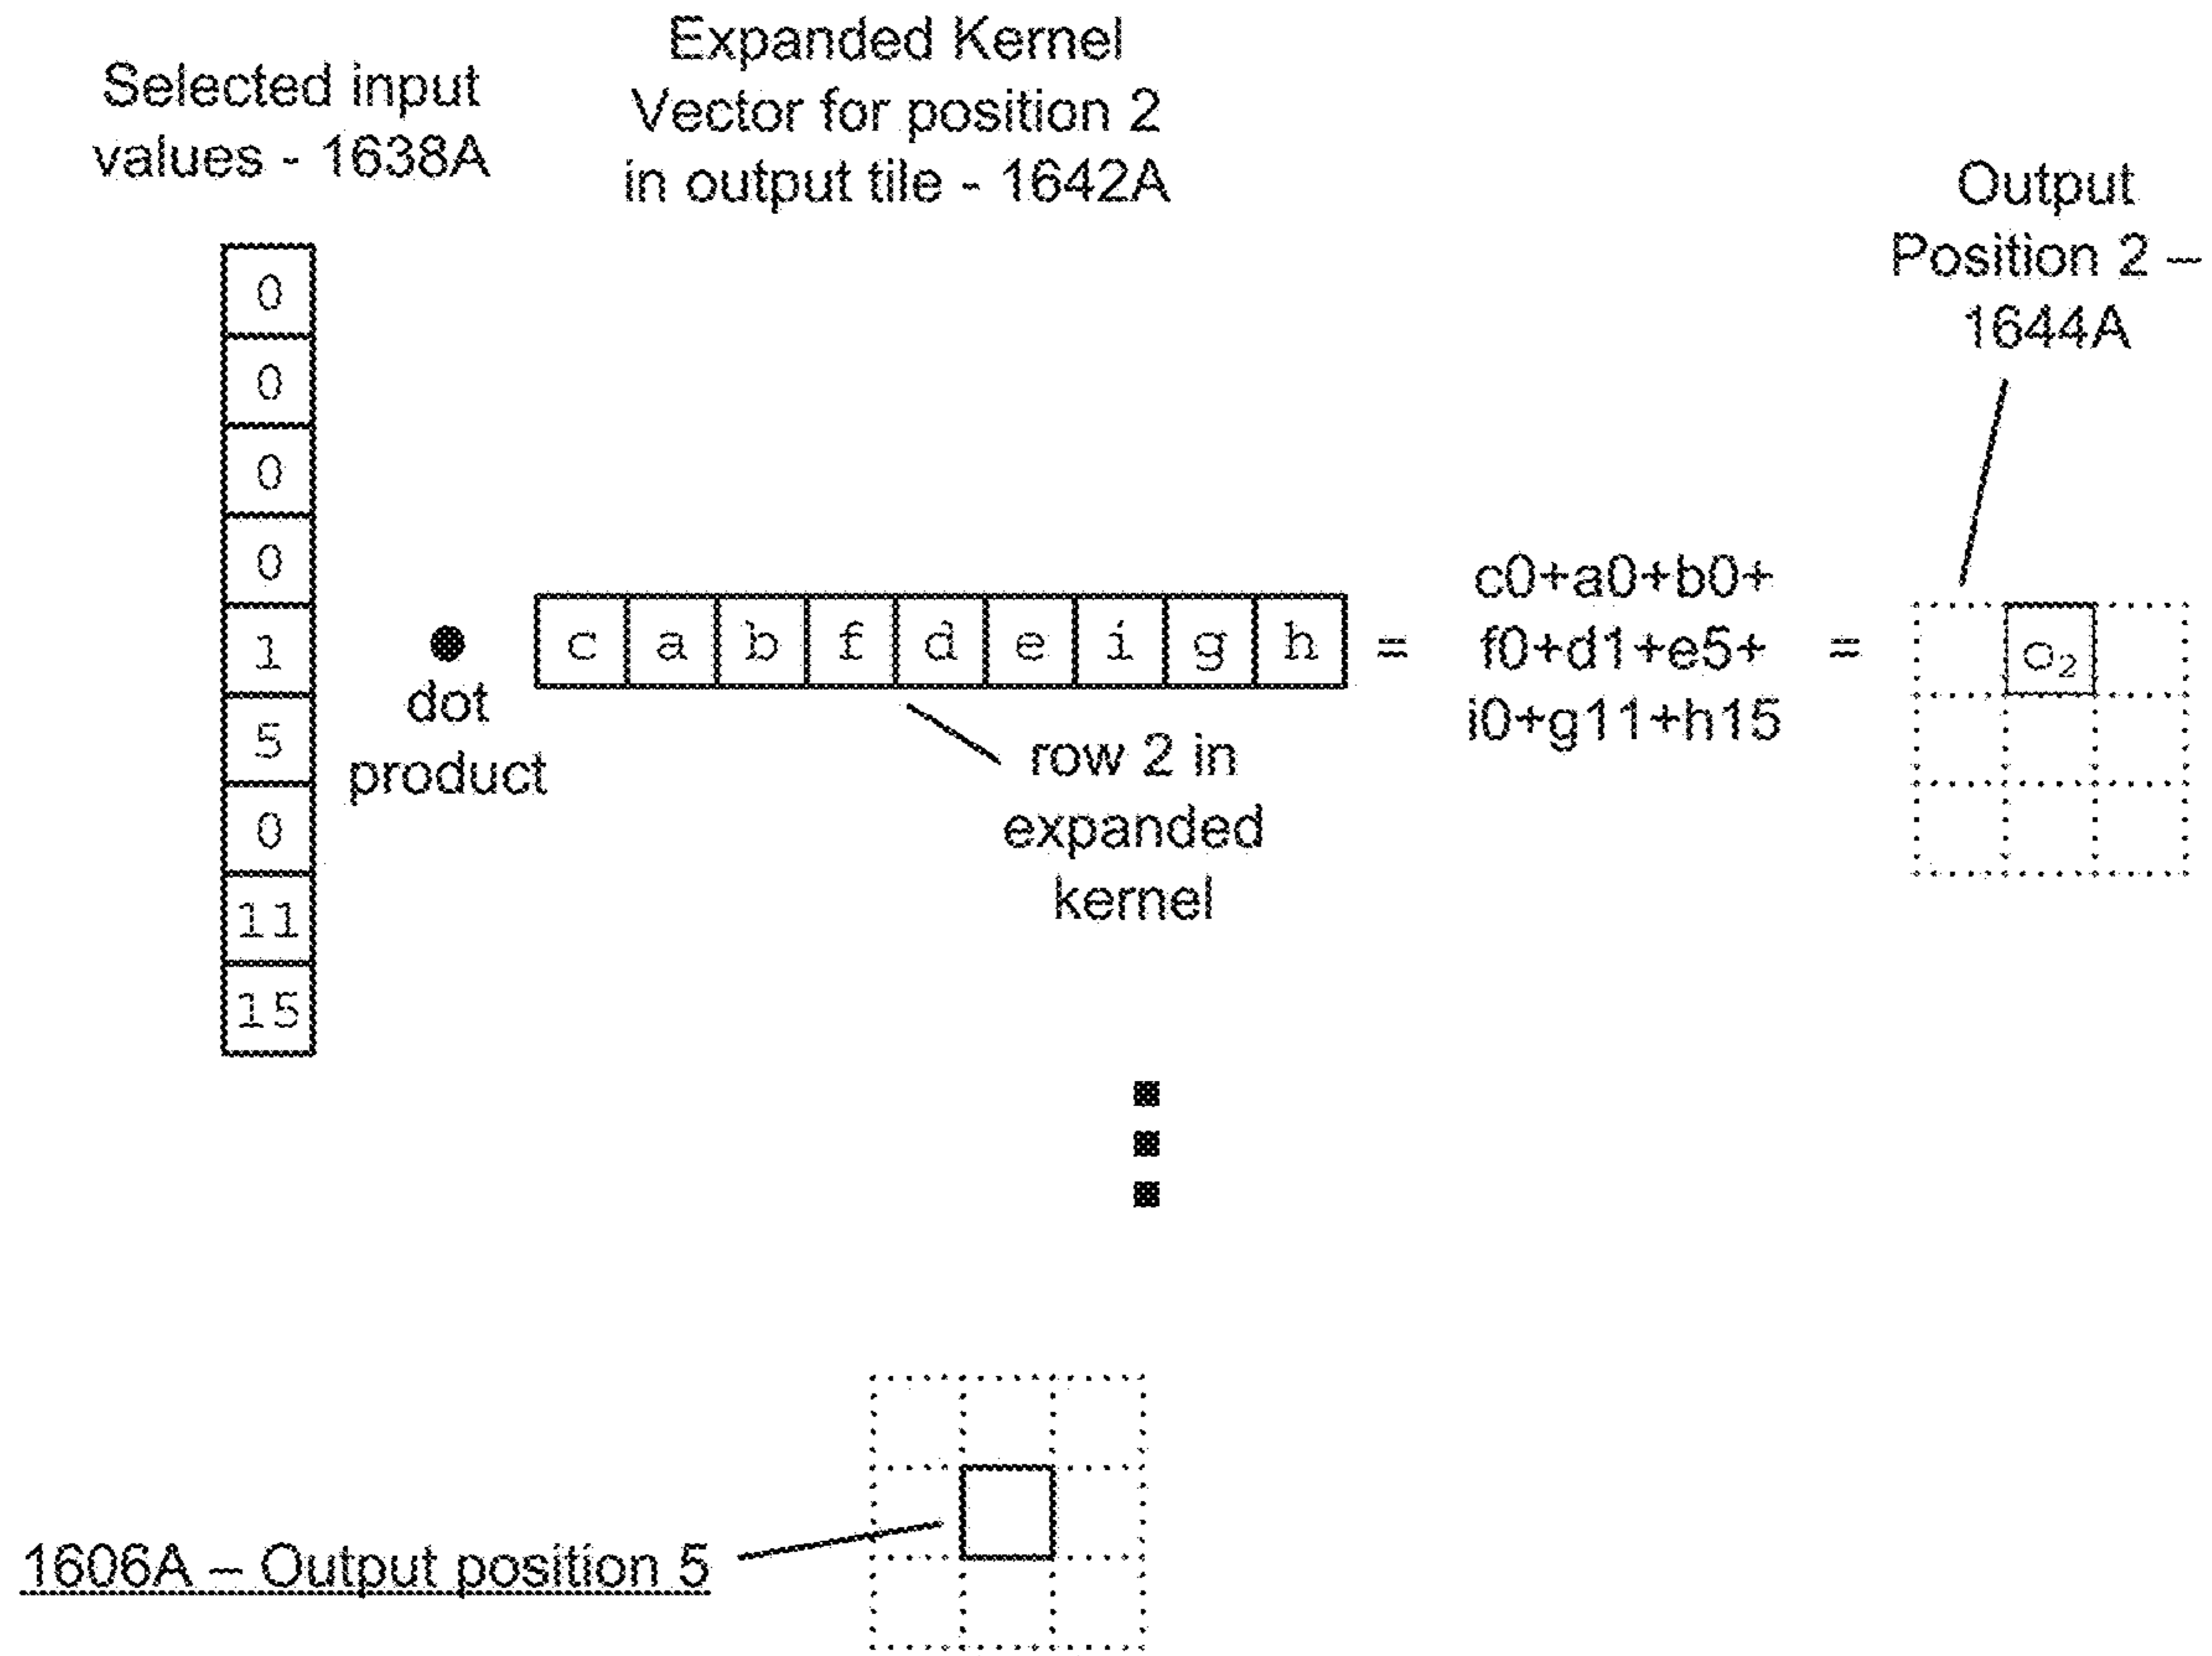 Selected input
values - 1638A
Expanded Kernel
Vector for position 2
in output tile - 1642A
Output
Position 2 –
1644A
0
0
0
0
1
5
0
11
15
dot
product
c a b f d e i g h
=
c0+a0+b0+
f0+d1+e5+
i0+g11+h15
=
o₂
row 2 in
expanded
kernel
1606A – Output position 5